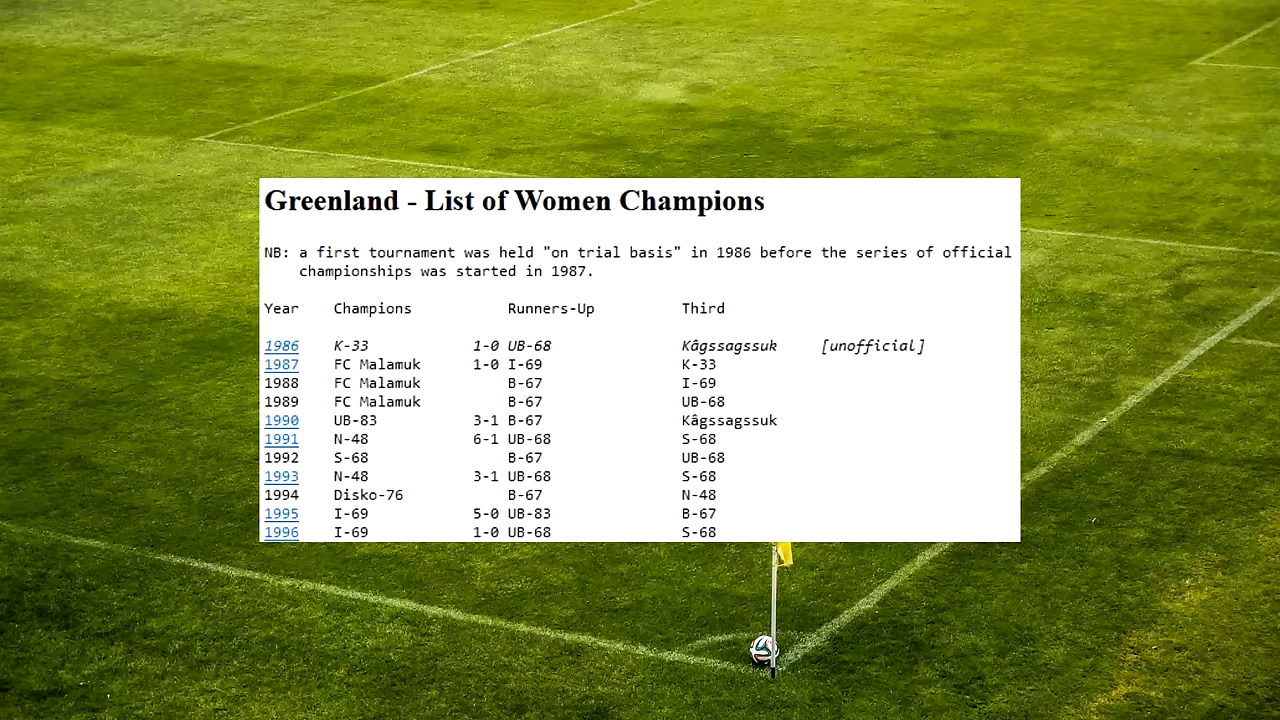 Greenland - List of Women Champions
NB: a first tournament was held "on trial basis" in 1986 before the series of official
championships was started in 1987.
Year Champions Runners-Up Third
1986 K-33 1-0 UB-68 Kâgssagssuk [unofficial]
1987 FC Malamuk 1-0 I-69 K-33
1988 FC Malamuk B-67 I-69
1989 FC Malamuk B-67 UB-68
1990 UB-83 3-1 B-67 Kâgssagssuk
1991 N-48 6-1 UB-68 S-68
1992 S-68 B-67 UB-68
1993 N-48 3-1 UB-68 S-68
1994 Disko-76 B-67 N-48
1995 I-69 5-0 UB-83 B-67
1996 I-69 1-0 UB-68 S-68